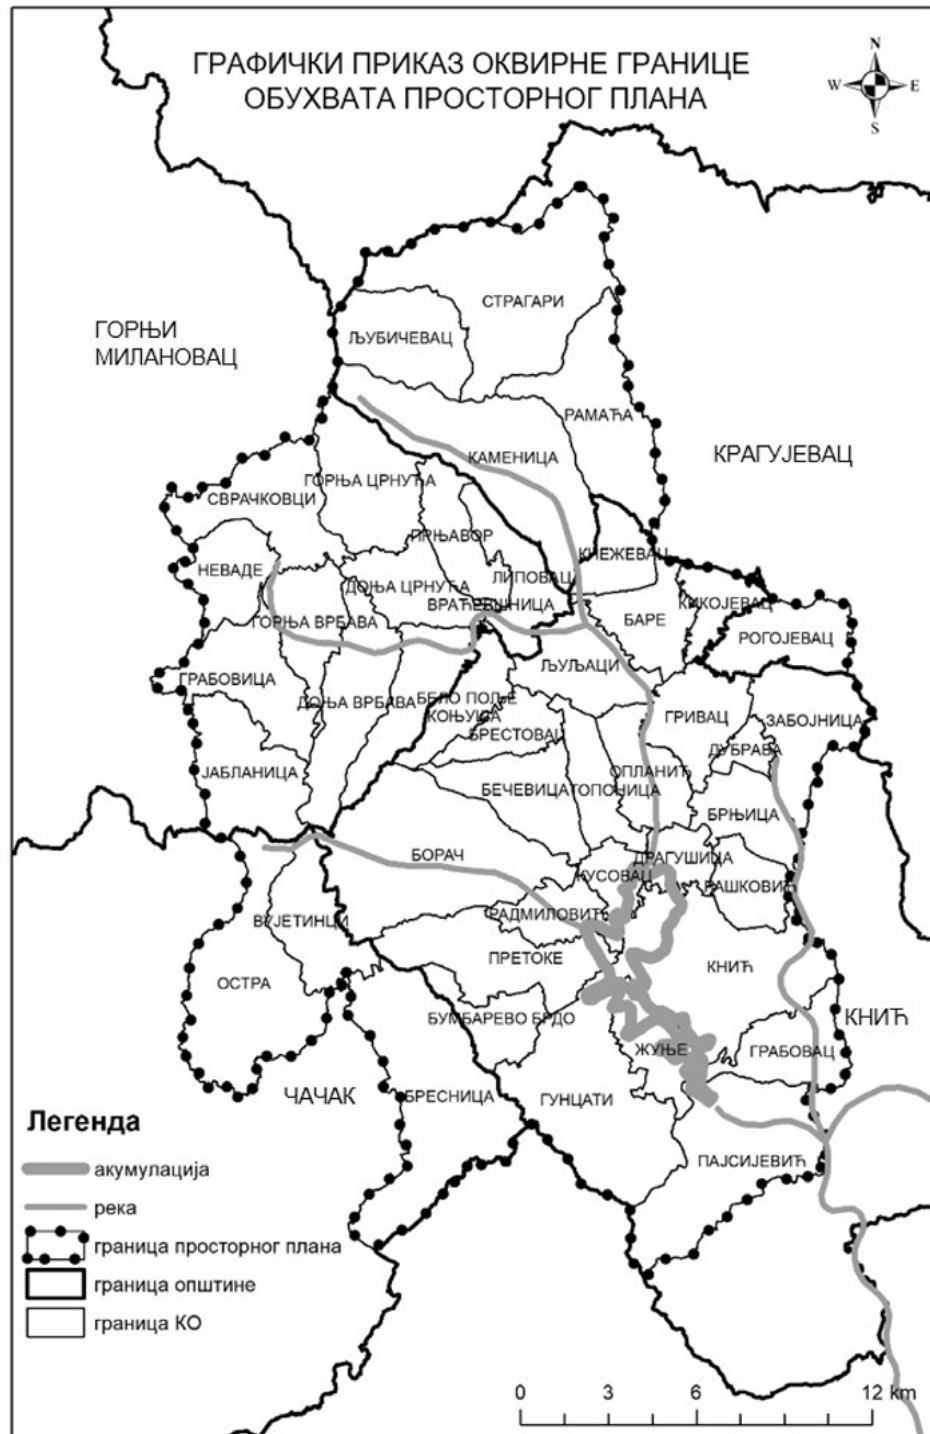 ГРАФИЧКИ ПРИКАЗ ОКВИРНЕ ГРАНИЦЕ
ОБУХВАТА ПРОСТОРНОГ ПЛАНА
N
W E
S
СТРАГАРИ
ГОРЊИ
МИЛАНОВАЦ
ЉУБИЧЕВАЦ
РАМАЋА
КАМЕНИЦА
КРАГУЈЕВАЦ
ГОРЊА ЦРНУЋА
СВРАЧКОВЦИ
ПРЊАВОР
КНЕЖЕВАЦ
НЕВАДЕ
ЛИПОВАЦ
ДОЊА ЦРНУЋА
ВРАЋЕВШНИЦА
КИКОЈЕВАЦ
ГОРЊА ВРБАВА
БАРЕ
РОГОЈЕВАЦ
ЉУЉАЦИ
ГРАБОВИЦА
ДОЊА ВРБАВА
БЕЛО ПОЉЕ
КОЊУША
ГРИВАЦ
ЗАБОЈНИЦА
БРЕСТОВАЦ
ДУБРАВА
ЈАБЛАНИЦА
ОПЛАНИЋ
БЕЧЕВИЦА
ТОПОНИЦА
БРЊИЦА
БОРАЧ
ДРАГУШИЦА
КУСОВАЦ
РАШКОВИЋ
РАДМИЛОВИЋ
ВУЈЕТИНЦИ
ПРЕТОКЕ
КНИЋ
ОСТРА
БУМБАРЕВО БРДО
КНИЋ
ЖУЊЕ
ГРАБОВАЦ
ЧАЧАК
БРЕСНИЦА
ГУНЦАТИ
ПАЈСИЈЕВИЋ
Легенда
акумулација
река
граница просторног плана
граница општине
граница КО
0 3 6 12 km